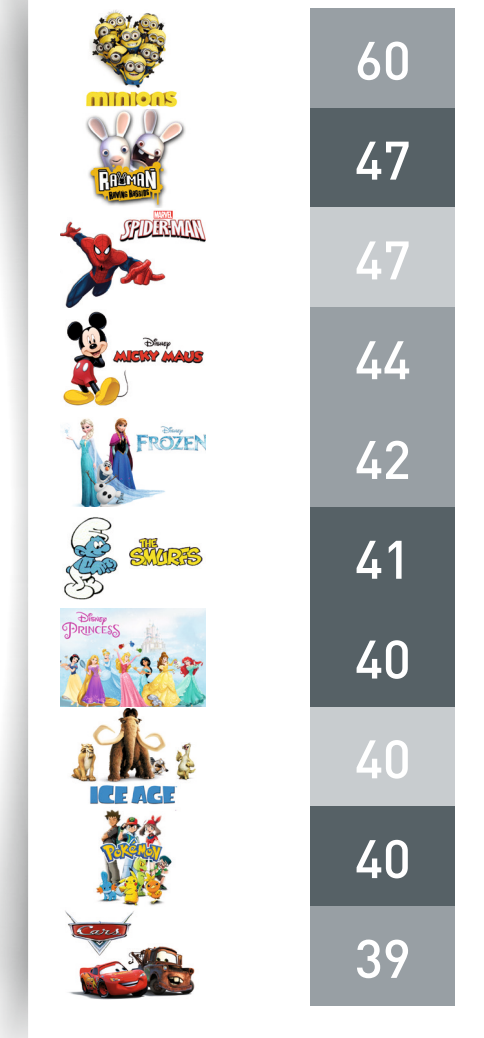 MINIONS
60
RAYMAN
RAVING RABBIDS
47
MARVEL
SPIDER-MAN
47
Disney
MICKY MAUS
44
Disney
FROZEN
42
THE
SMURFS
41
Disney
PRINCESS
40
ICE AGE
40
POKéMON
40
Cars
39